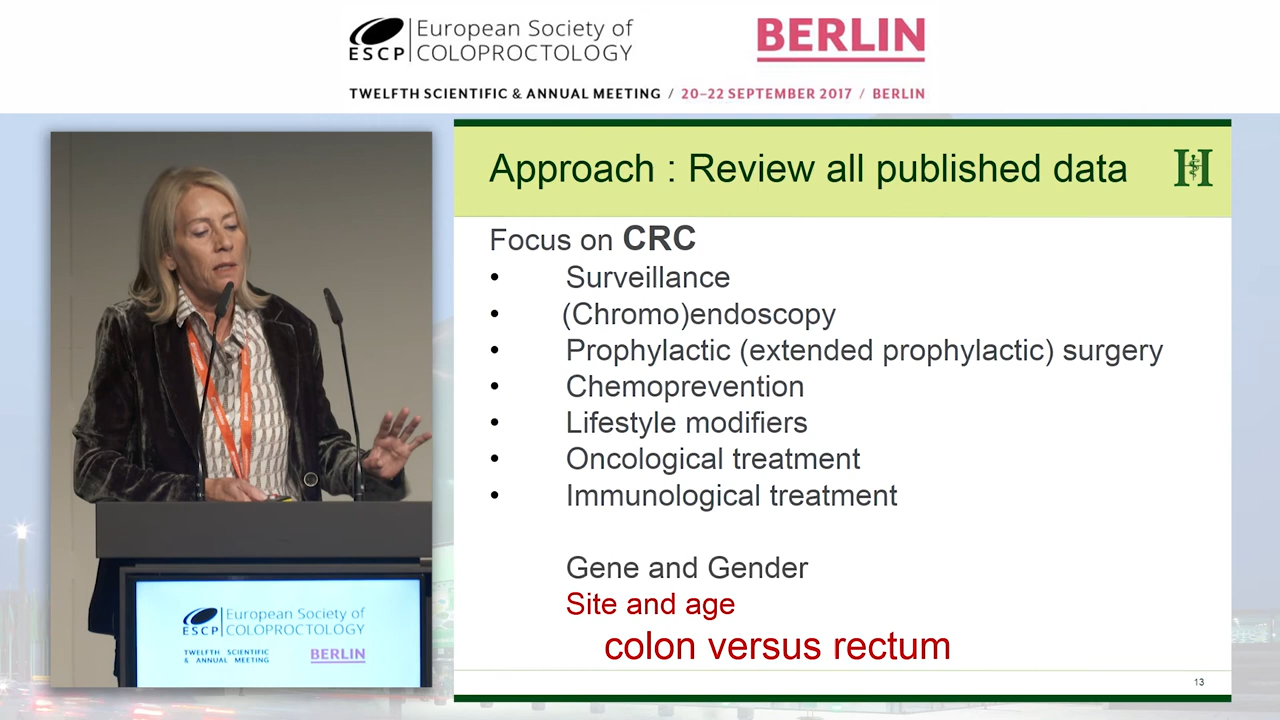 ESCP
European Society of
COLOPROCTOLOGY
BERLIN
TWELFTH SCIENTIFIC & ANNUAL MEETING / 20–22 SEPTEMBER 2017 / BERLIN
Approach : Review all published data
H
Focus on CRC
• Surveillance
• (Chromo)endoscopy
• Prophylactic (extended prophylactic) surgery
• Chemoprevention
• Lifestyle modifiers
• Oncological treatment
• Immunological treatment
Gene and Gender
Site and age
colon versus rectum
13
ESCP
European Society of
COLOPROCTOLOGY
TWELFTH SCIENTIFIC
& ANNUAL MEETING
BERLIN